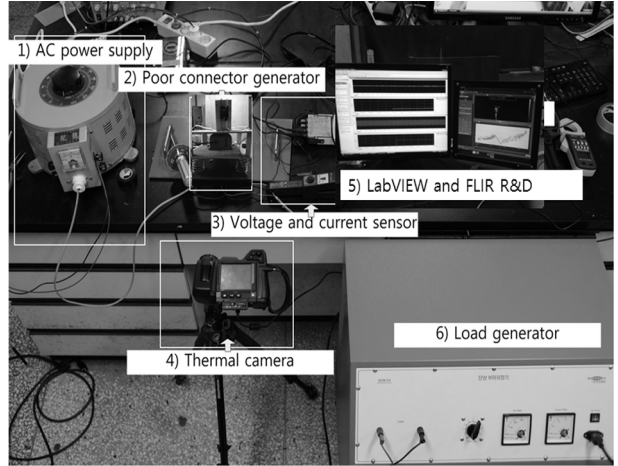 1) AC power supply
2) Poor connector generator
5) LabVIEW and FLIR R&D
3) Voltage and current sensor
4) Thermal camera
6) Load generator